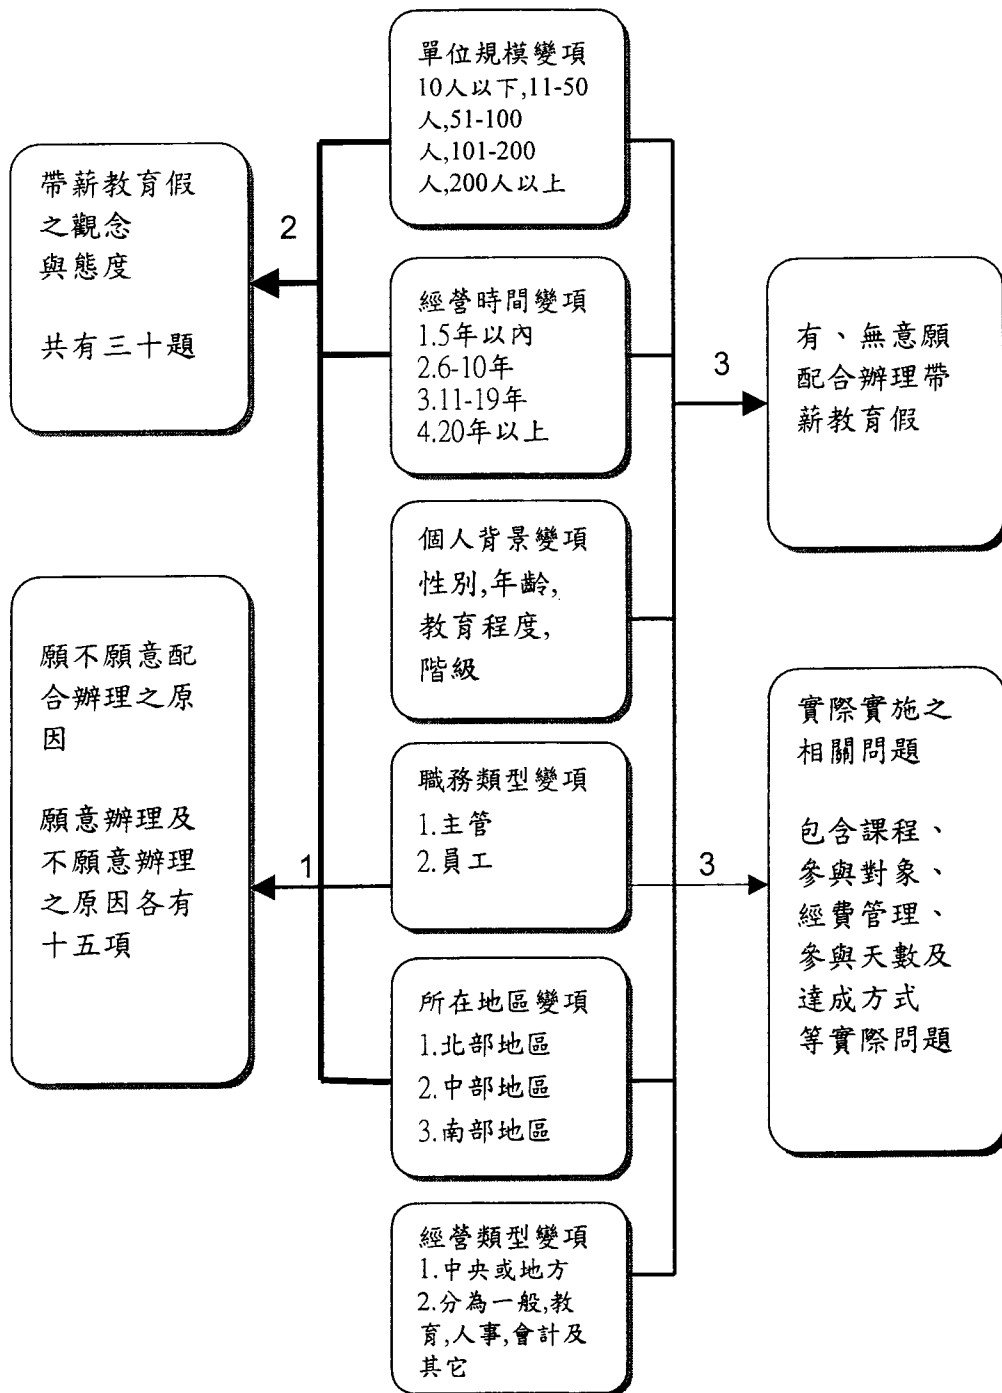 單位規模變項
10人以下,11-50
人,51-100
人,101-200
人,200人以上
帶薪教育假
之觀念
與態度
共有三十題
2
經營時間變項
1.5年以內
2.6-10年
3.11-19年
4.20年以上
3
有、無意願
配合辦理帶
薪教育假
個人背景變項
性別,年齡,
教育程度,
階級
願不願意配
合辦理之原
因
願意辦理及
不願意辦理
之原因各有
十五項
1
職務類型變項
1.主管
2.員工
3
實際實施之
相關問題
包含課程、
參與對象、
經費管理、
參與天數及
達成方式
等實際問題
所在地區變項
1.北部地區
2.中部地區
3.南部地區
經營類型變項
1.中央或地方
2.分為一般,教
育,人事,會計及
其它